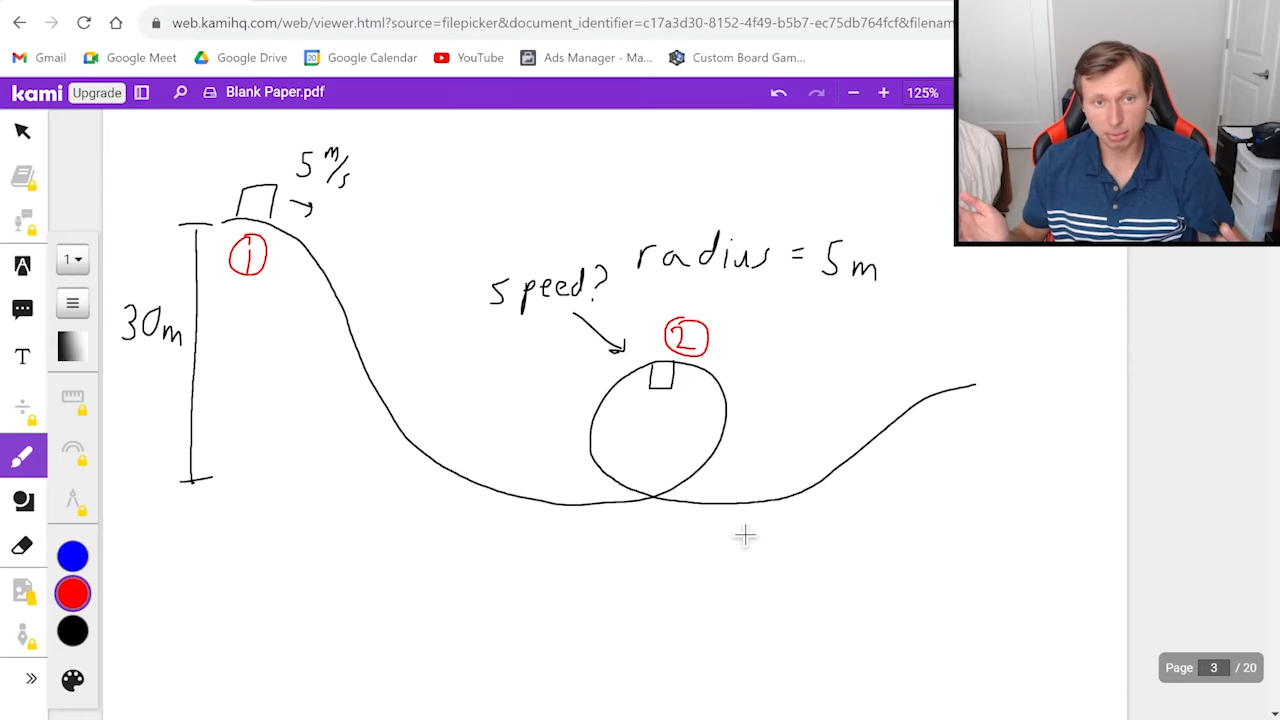 web.kamihq.com/web/viewer.html?source=filepicker&document_identifier=c17a3d30-8152-4f49-b5b7-ec75db764fcf&filenam
Gmail
Google Meet
Google Drive
20
Google Calendar
YouTube
Ads Manager - Ma...
Custom Board Gam...
kami
Upgrade
Blank Paper.pdf
125%
A
T
1
5 m/s
1
30m
radius = 5m
speed?
2
Page 3 / 20